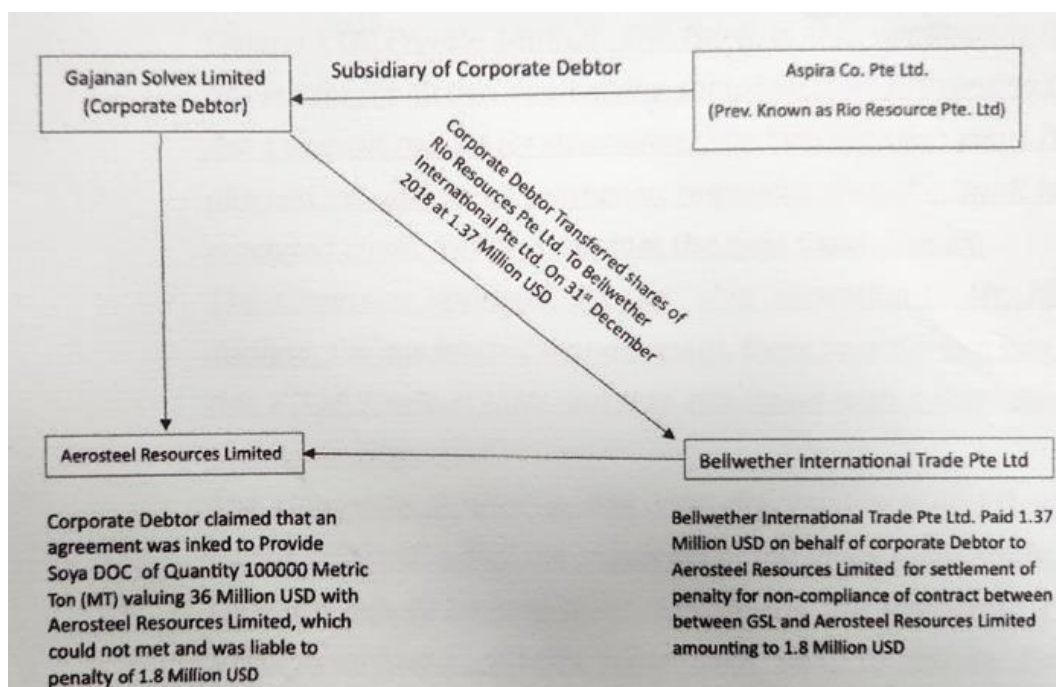 Gajanan Solvex Limited
(Corporate Debtor)
Subsidiary of Corporate Debtor
Aspira Co. Pte Ltd.
(Prev. Known as Rio Resource Pte. Ltd)
Corporate Debtor Transferred shares of
Rio Resources Pte Ltd. To Bellwether
International Pte Ltd. On 31st December
2018 at 1.37 Million USD
Aerosteel Resources Limited
Bellwether International Trade Pte Ltd
Corporate Debtor claimed that an
agreement was inked to Provide
Soya DOC of Quantity 100000 Metric
Ton (MT) valuing 36 Million USD with
Aerosteel Resources Limited, which
could not met and was liable to
penalty of 1.8 Million USD
Bellwether International Trade Pte Ltd. Paid 1.37
Million USD on behalf of corporate Debtor to
Aerosteel Resources Limited for settlement of
penalty for non-compliance of contract between
between GSL and Aerosteel Resources Limited
amounting to 1.8 Million USD